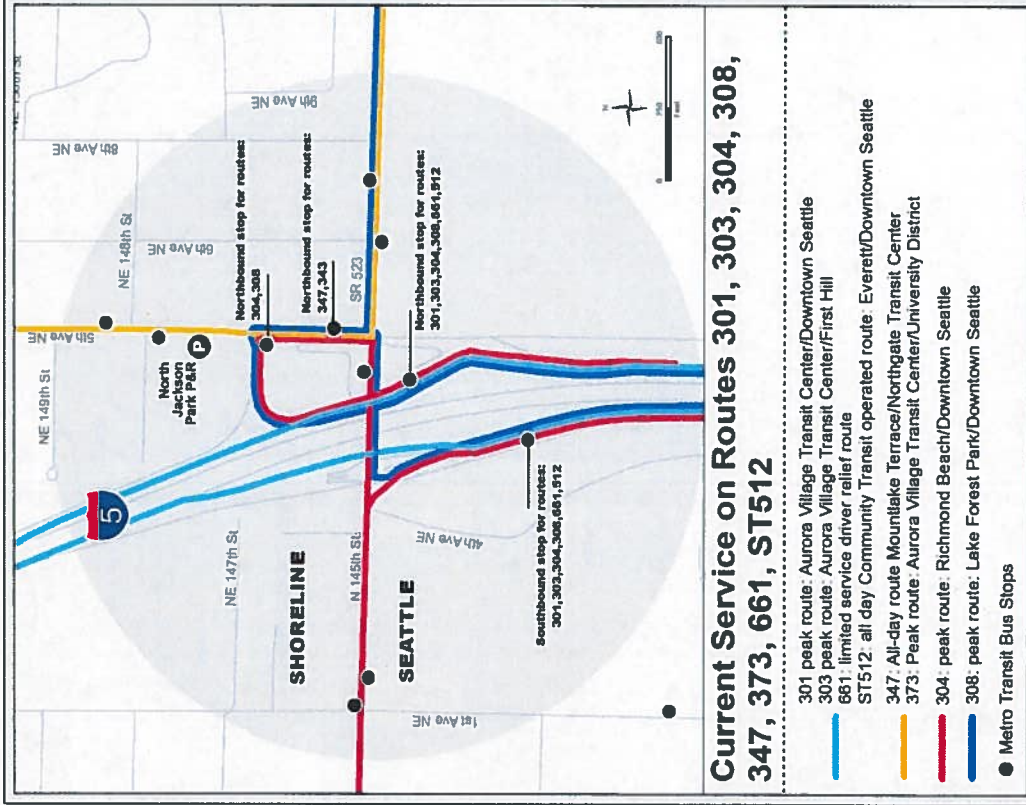 NE 149th St
NE 148th St
NE 147th St
5th Ave NE
6th Ave NE
8th Ave NE
9th Ave NE
North
Jackson
Park P&R
P
5
Northbound stop for routes:
304,308
Northbound stop for routes:
347,343
SR 523
Northbound stop for routes:
301,303,304,308,661,512
SHORELINE
N 145th St
SEATTLE
4th Ave NE
1st Ave NE
Southbound stop for routes:
301,303,304,306,661,512
N
0
Feet
Current Service on Routes 301, 303, 304, 308,
347, 373, 661, ST512
301 peak route: Aurora Village Transit Center/Downtown Seattle
303 peak route: Aurora Village Transit Center/First Hill
661: limited service driver relief route
ST512: all day Community Transit operated route: Everett/Downtown Seattle
347: All-day route Mountlake Terrace/Northgate Transit Center
373: Peak route: Aurora Village Transit Center/University District
304: peak route: Richmond Beach/Downtown Seattle
308: peak route: Lake Forest Park/Downtown Seattle
Metro Transit Bus Stops